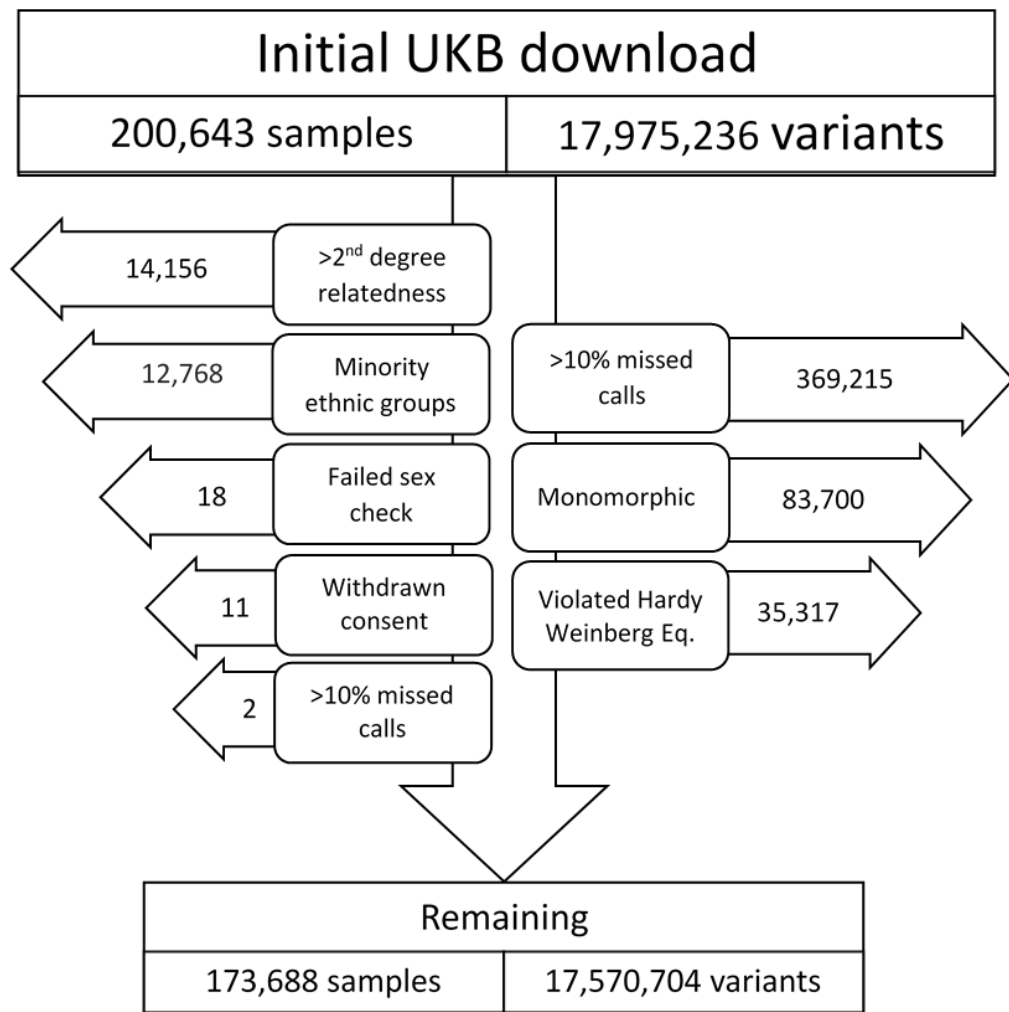 Initial UKB download
200,643 samples
17,975,236 variants
14,156
>2nd degree
relatedness
12,768
Minority
ethnic groups
18
Failed sex
check
11
Withdrawn
consent
2
>10% missed
calls
>10% missed
calls
369,215
Monomorphic
83,700
Violated Hardy
Weinberg Eq.
35,317
Remaining
173,688 samples
17,570,704 variants